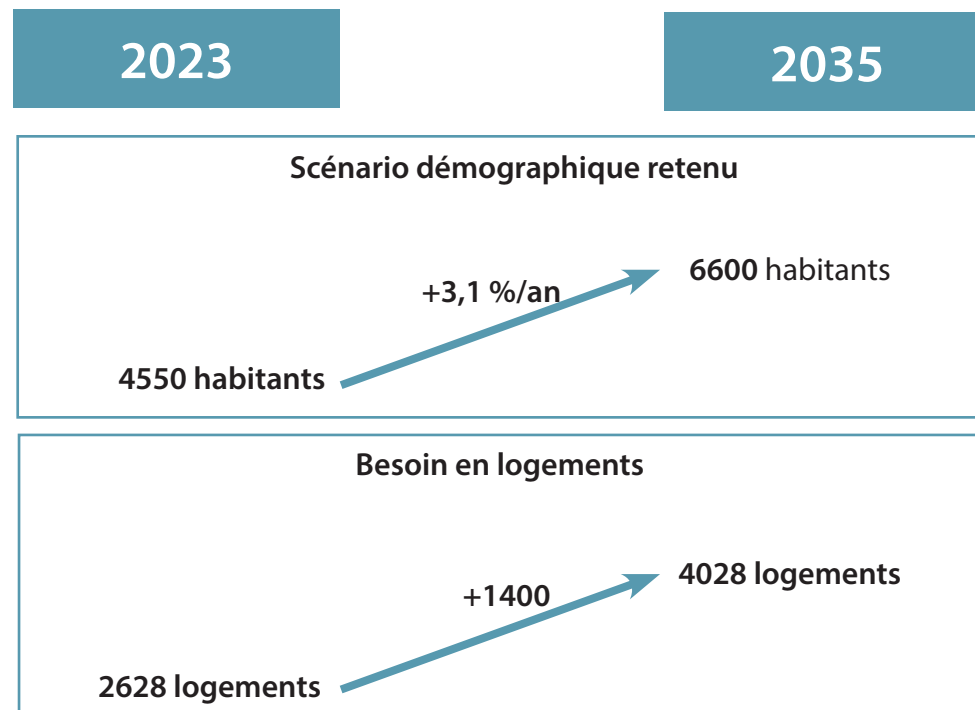 2023
2035
Scénario démographique retenu
6600 habitants
+3,1 %/an
4550 habitants
Besoin en logements
4028 logements
+1400
2628 logements